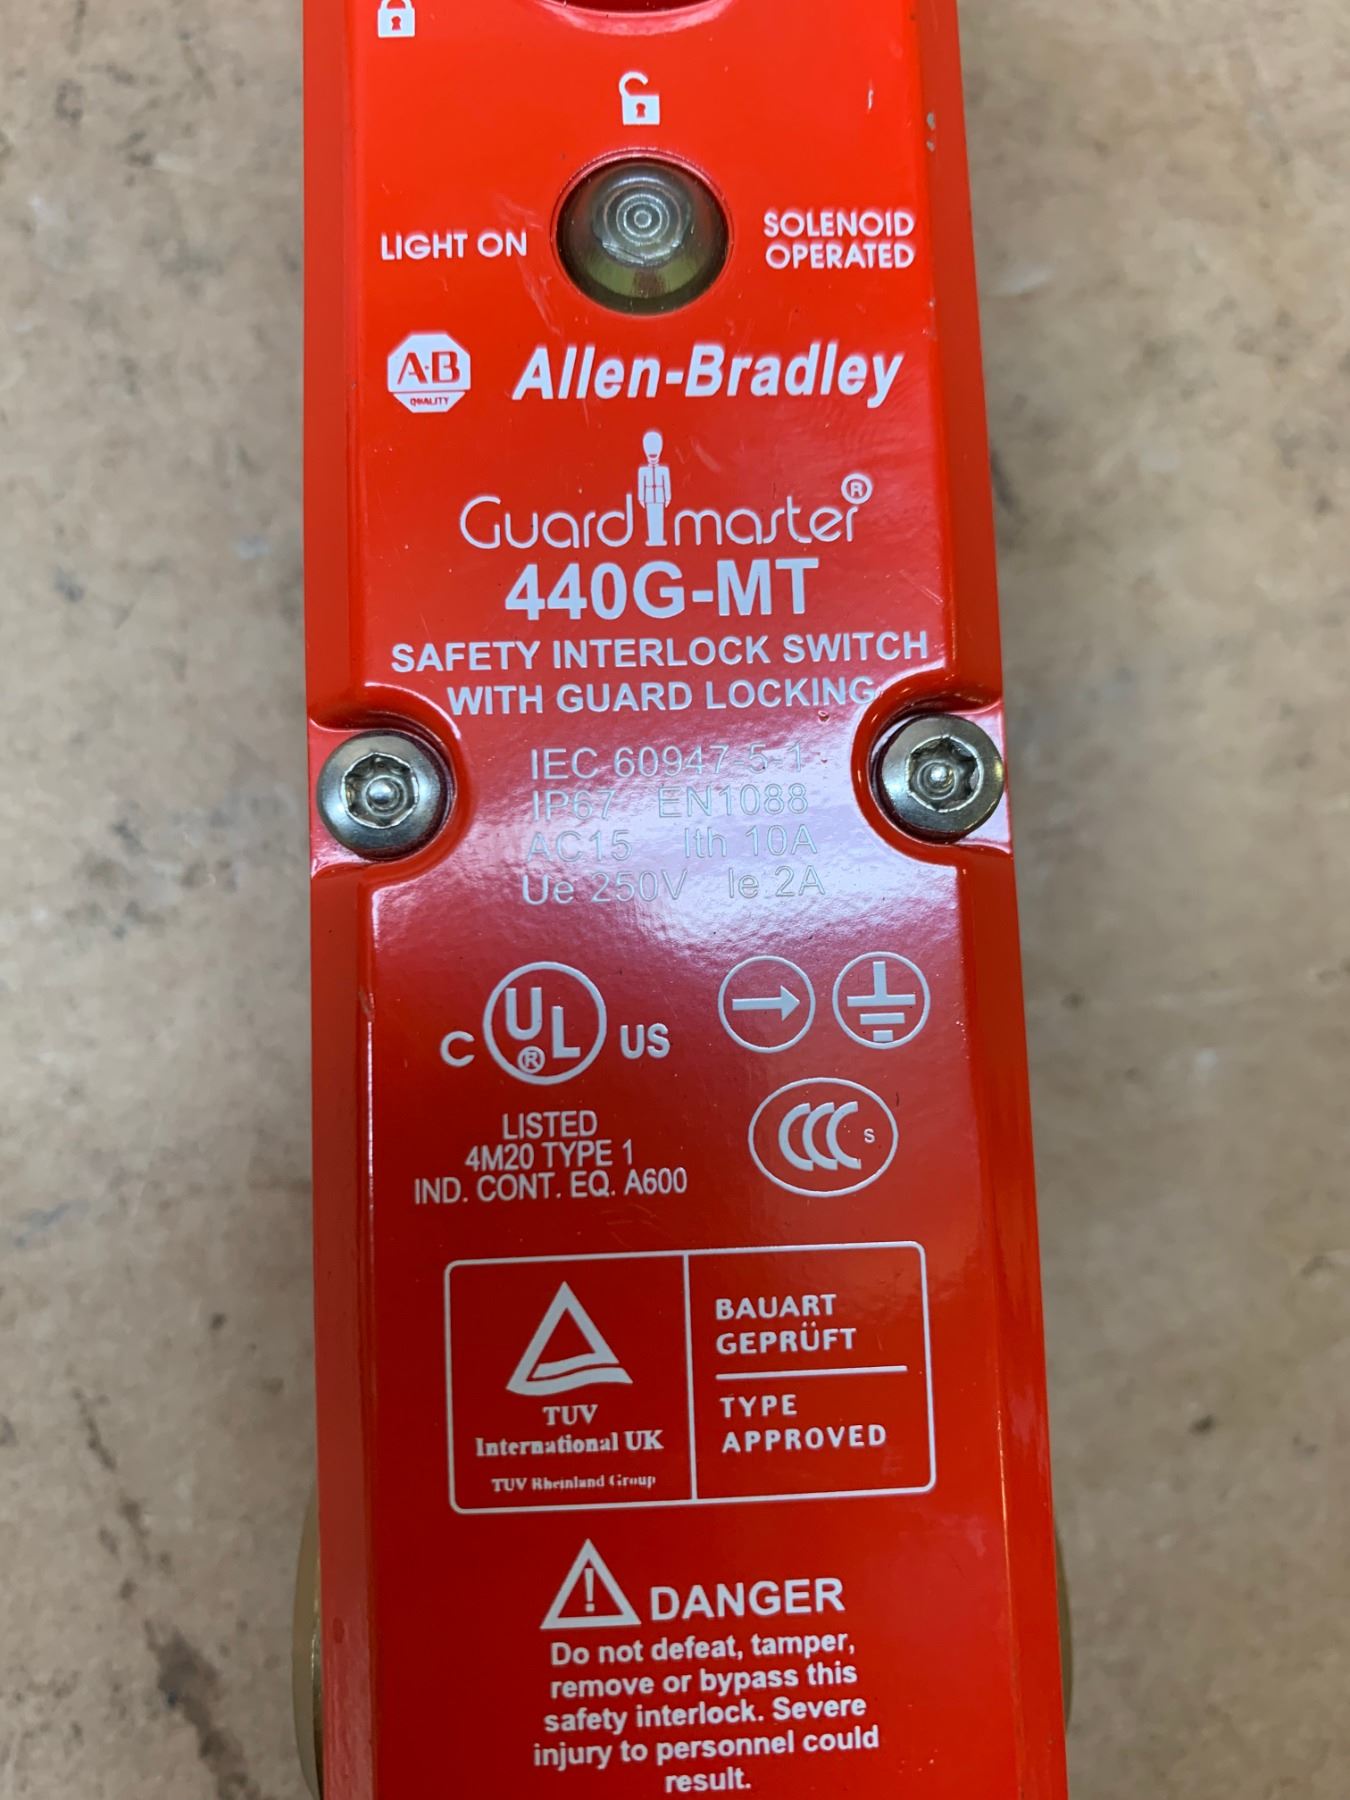 LIGHT ON
SOLENOID
OPERATED
A-B
QUALITY
Allen-Bradley
Guardmaster®
440G-MT
SAFETY INTERLOCK SWITCH
WITH GUARD LOCKING
IEC 60947-5-1
IP67 EN1088
AC15 Ith 10A
Ue 250V Ie 2A
C UL® US
LISTED
4M20 TYPE 1
IND. CONT. EQ. A600
CCC S
TUV
International UK
TUV Rheinland Group
BAUART
GEPRÜFT
TYPE
APPROVED
DANGER
Do not defeat, tamper,
remove or bypass this
safety interlock. Severe
injury to personnel could
result.